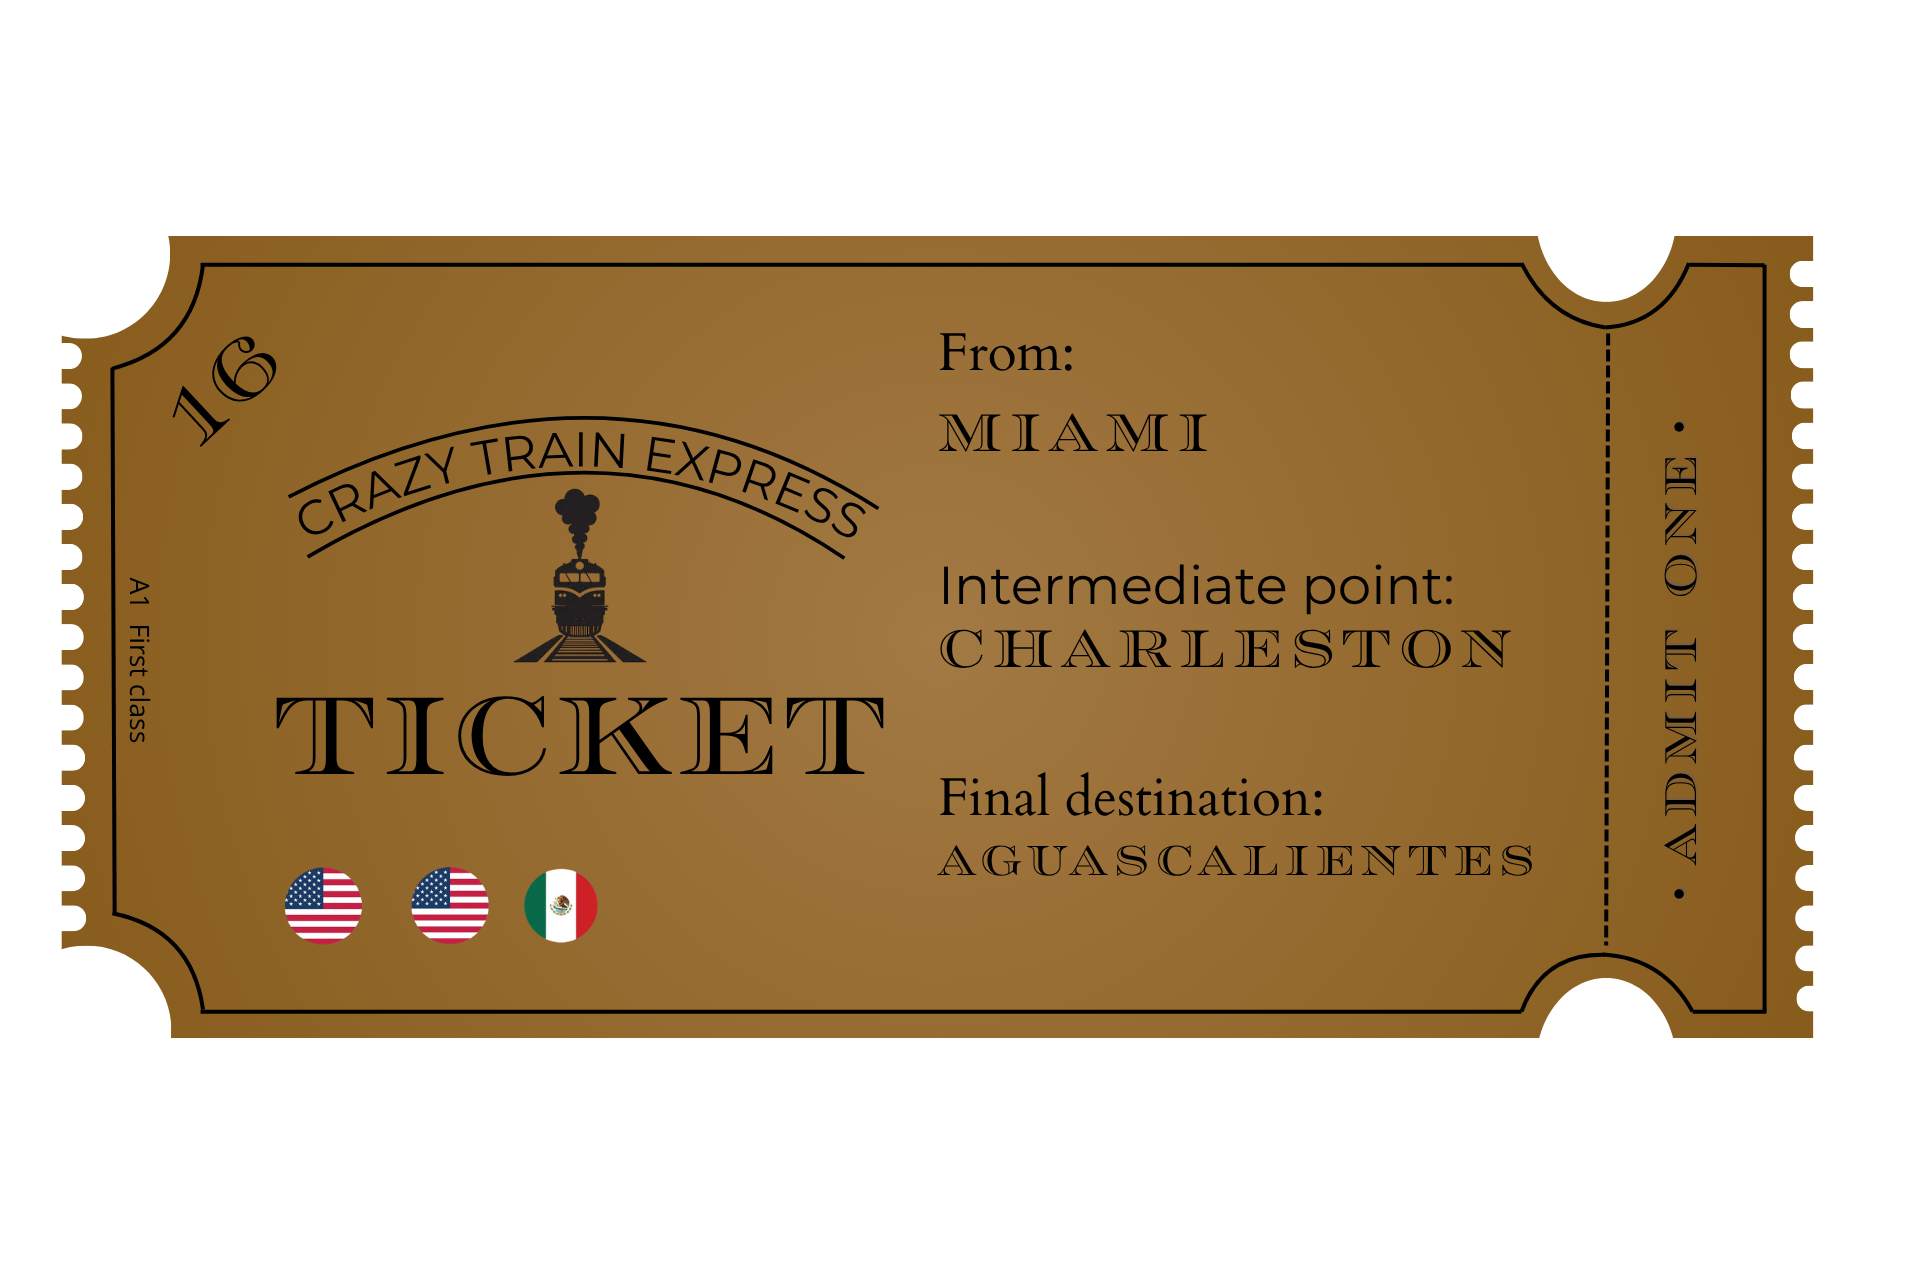 16
CRAZY TRAIN EXPRESS
TICKET
A1 First class
From:
MIAMI
Intermediate point:
CHARLESTON
Final destination:
AGUASCALIENTES
• ADMIT ONE •